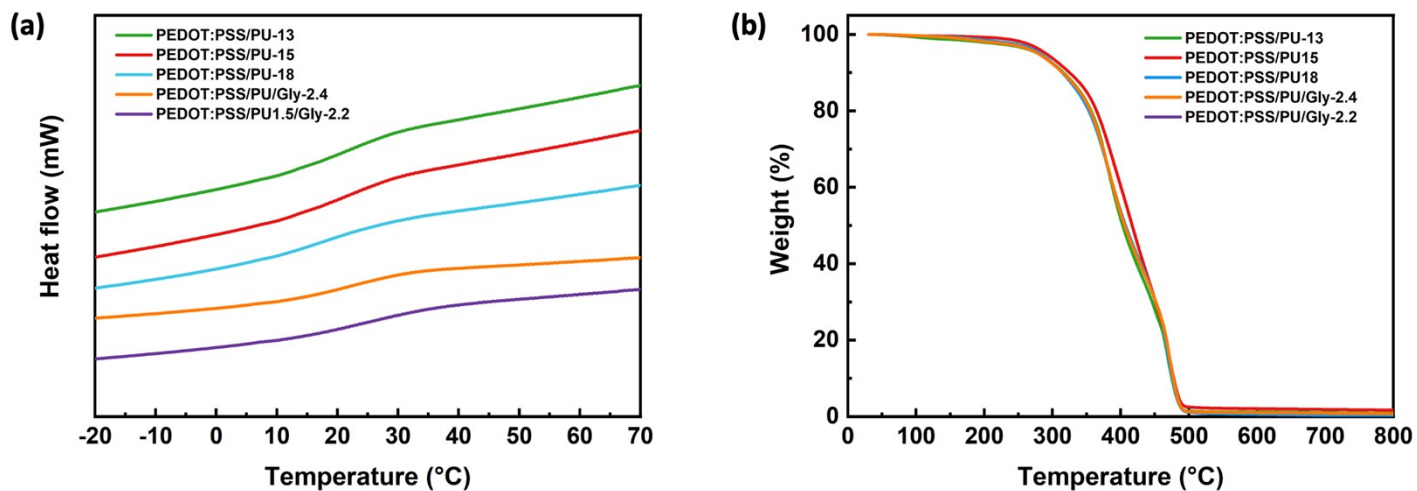 (a)
PEDOT:PSS/PU-13
PEDOT:PSS/PU-15
PEDOT:PSS/PU-18
PEDOT:PSS/PU/Gly-2.4
PEDOT:PSS/PU1.5/Gly-2.2
Heat flow (mW)
-20 -10 0 10 20 30 40 50 60 70
Temperature (°C)
(b)
PEDOT:PSS/PU-13
PEDOT:PSS/PU15
PEDOT:PSS/PU18
PEDOT:PSS/PU/Gly-2.4
PEDOT:PSS/PU/Gly-2.2
Weight (%)
100
80
60
40
20
0
0 100 200 300 400 500 600 700 800
Temperature (°C)